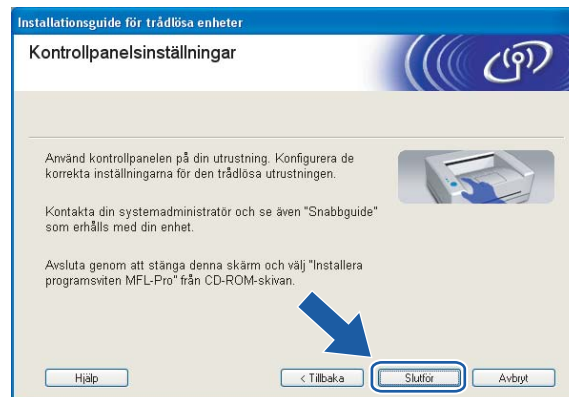 Installationsguide för trådlösa enheter
Kontrollpanelsinställningar
Använd kontrollpanelen på din utrustning. Konfigurera de
korrekta inställningarna för den trådlösa utrustningen.
Kontakta din systemadministratör och se även "Snabbguide"
som erhålls med din enhet.
Avsluta genom att stänga denna skärm och välj "Installera
programsviten MFL-Pro" från CD-ROM-skivan.
Hjälp
< Tillbaka
Slutför
Avbryt